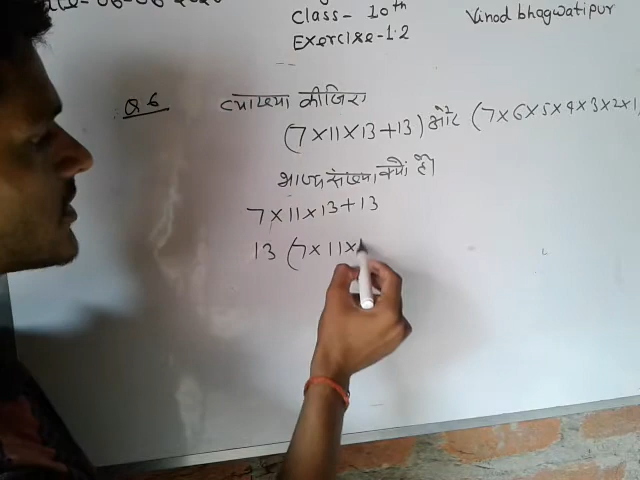 Class- 10th
Vinod bhagwatipur
Exercise-1.2
Q 6 व्याख्या कीजिए
(7×11×13+13) और (7×6×5×4×3×2×1
भाज्य संख्या क्यों है।
7×11×13+13
13 (7×11×